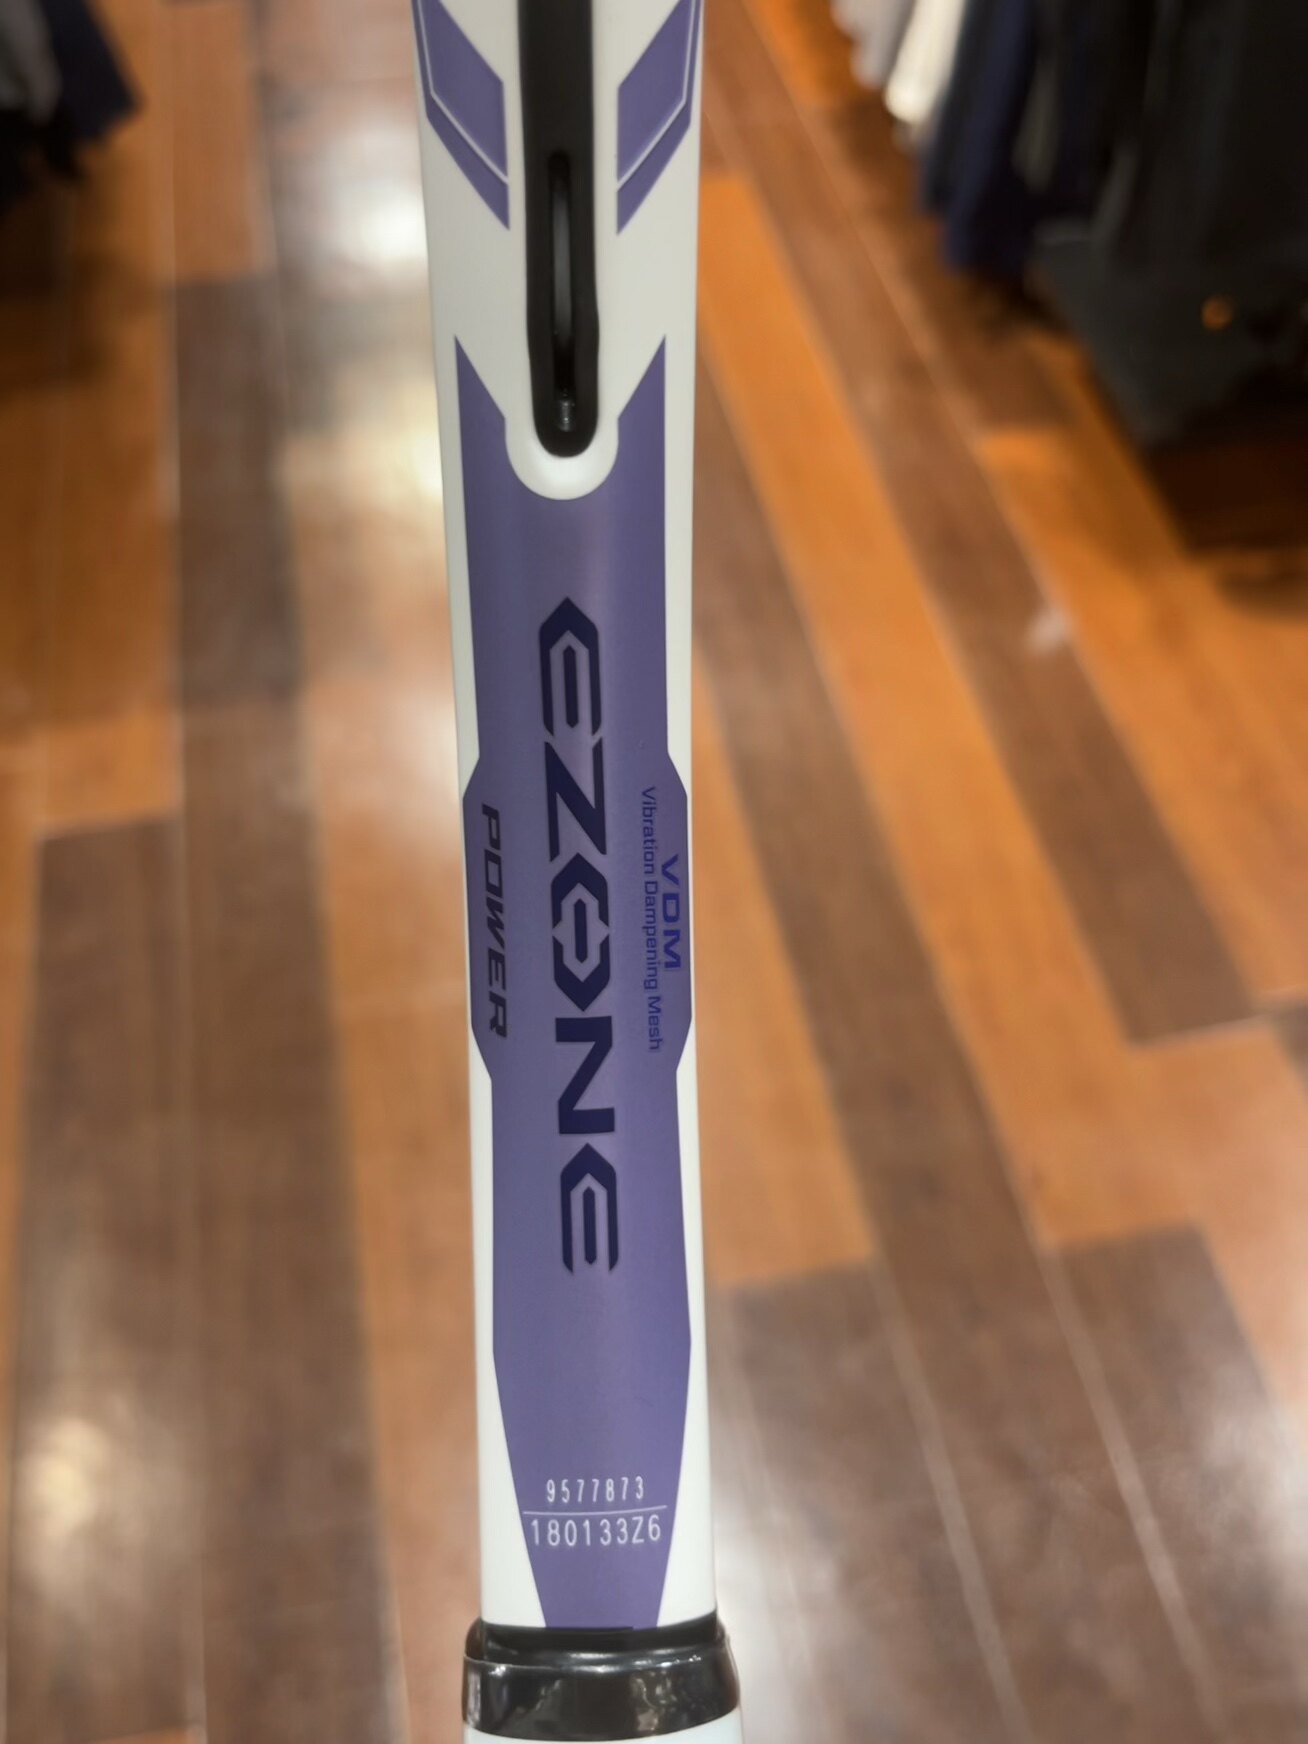 EZONE
POWER
VDM
Vibration Dampening Mesh
9577873
180133Z6